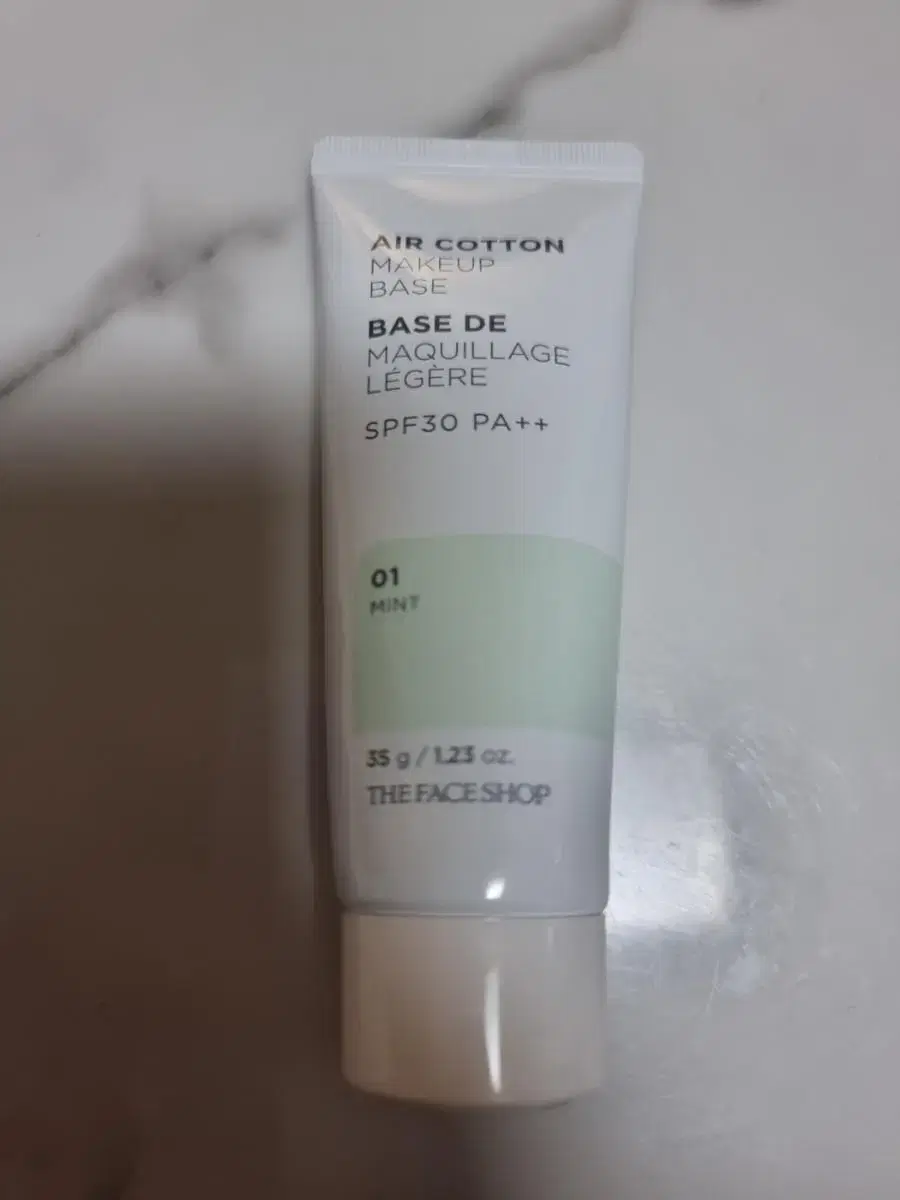 AIR COTTON
MAKEUP
BASE
BASE DE
MAQUILLAGE
LÉGÈRE
SPF30 PA++
01
MINT
35 g / 1.23 oz.
THE FACE SHOP